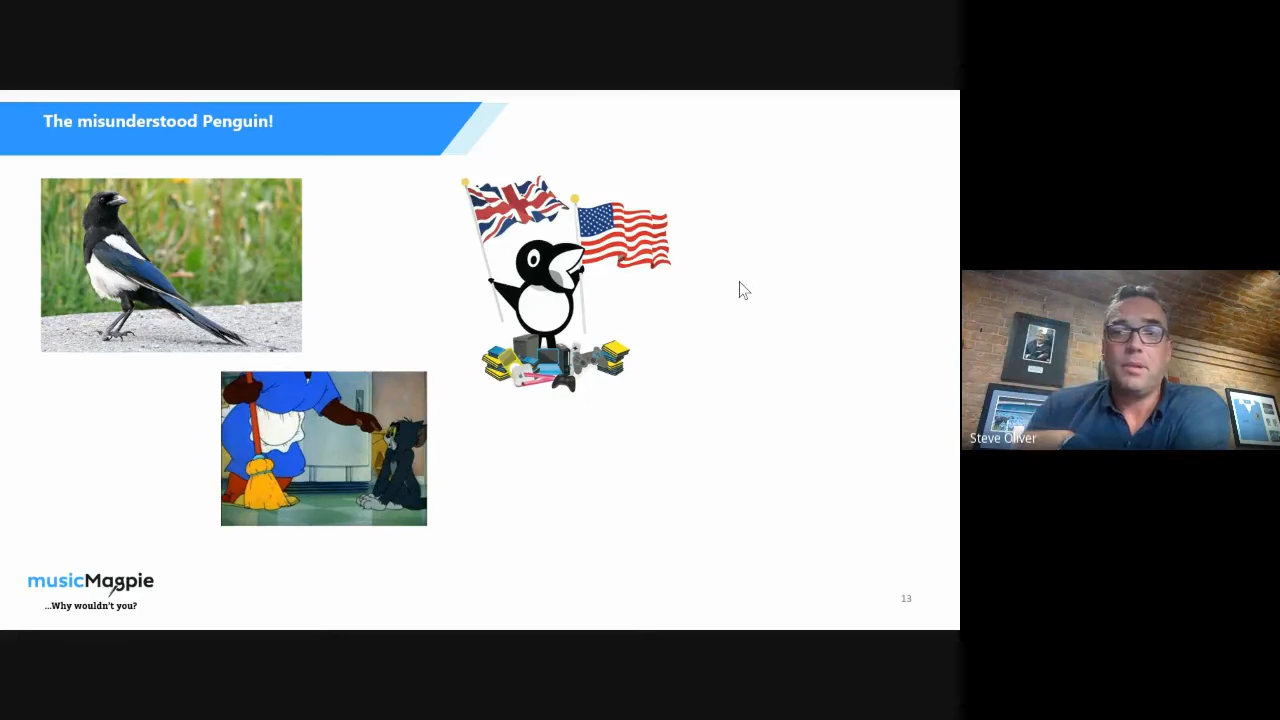 The misunderstood Penguin!
musicMagpie
...Why wouldn't you?
13
Steve Oliver